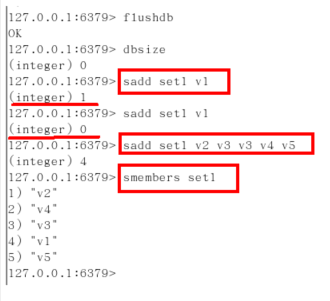 127.0.0.1:6379> flushdb
OK
127.0.0.1:6379> dbsize
(integer) 0
127.0.0.1:6379> sadd set1 v1
(integer) 1
127.0.0.1:6379> sadd set1 v1
(integer) 0
127.0.0.1:6379> sadd set1 v2 v3 v3 v4 v5
(integer) 4
127.0.0.1:6379> smembers set1
1) "v2"
2) "v4"
3) "v3"
4) "v1"
5) "v5"
127.0.0.1:6379>